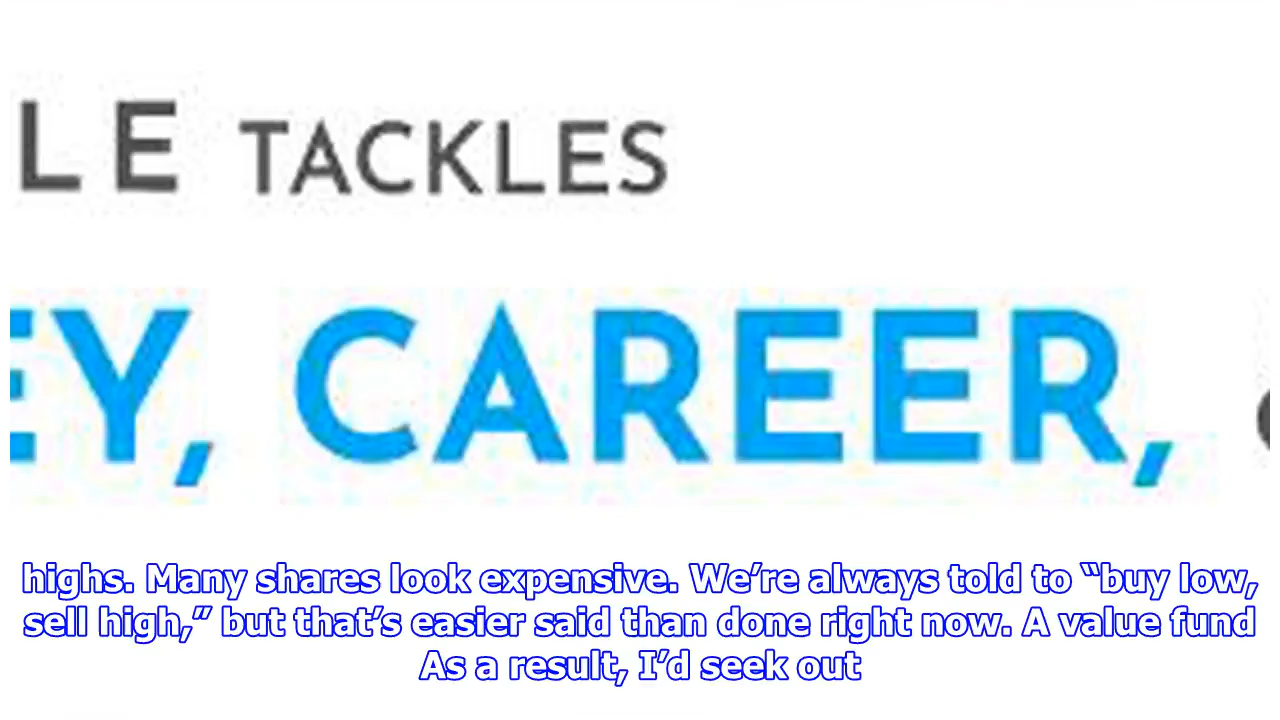 LE TACKLES
EY, CAREER,
highs. Many shares look expensive. We’re always told to “buy low,
sell high,” but that’s easier said than done right now. A value fund
As a result, I’d seek out